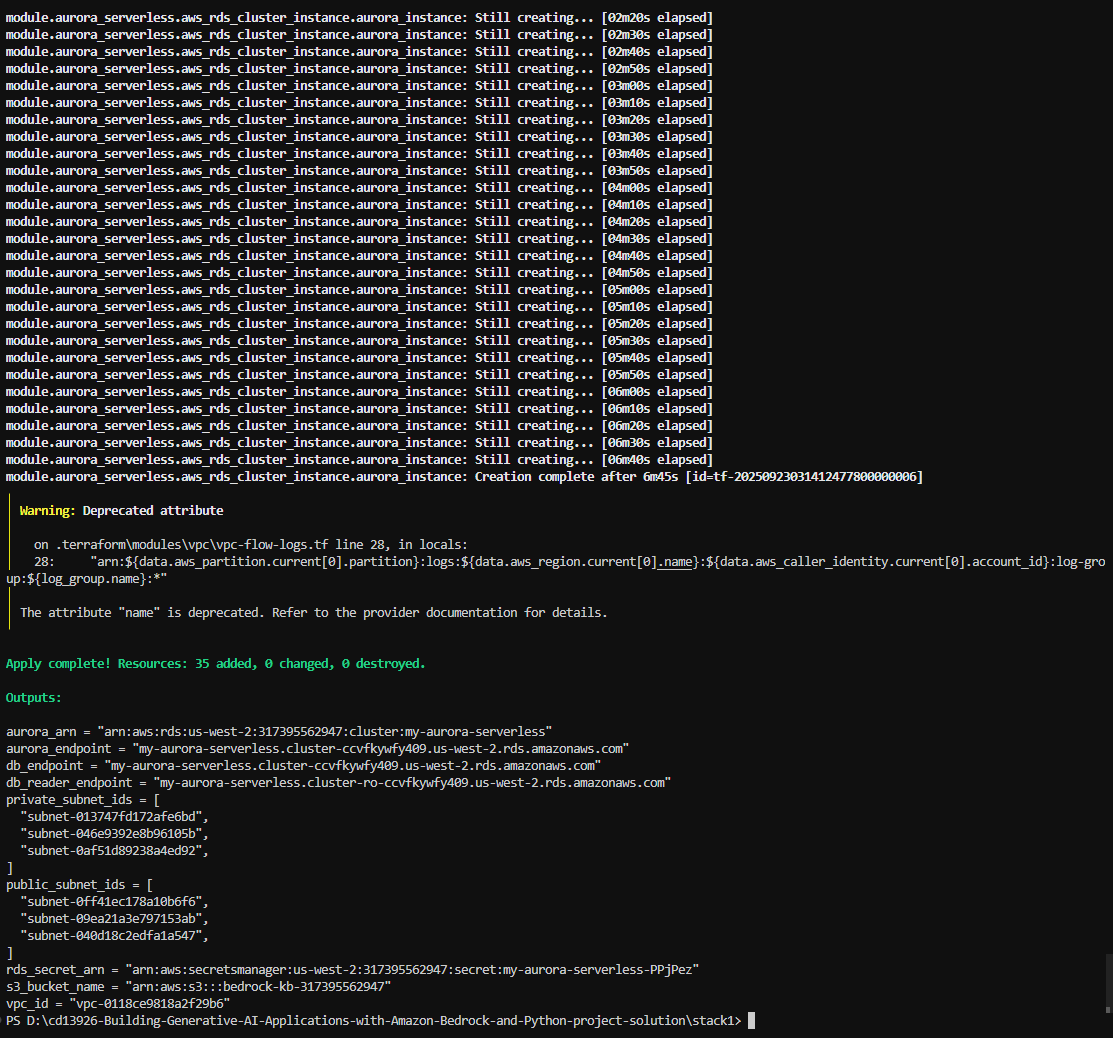 module.aurora_serverless.aws_rds_cluster_instance.aurora_instance: Still creating... [02m20s elapsed]
module.aurora_serverless.aws_rds_cluster_instance.aurora_instance: Still creating... [02m30s elapsed]
module.aurora_serverless.aws_rds_cluster_instance.aurora_instance: Still creating... [02m40s elapsed]
module.aurora_serverless.aws_rds_cluster_instance.aurora_instance: Still creating... [02m50s elapsed]
module.aurora_serverless.aws_rds_cluster_instance.aurora_instance: Still creating... [03m00s elapsed]
module.aurora_serverless.aws_rds_cluster_instance.aurora_instance: Still creating... [03m10s elapsed]
module.aurora_serverless.aws_rds_cluster_instance.aurora_instance: Still creating... [03m20s elapsed]
module.aurora_serverless.aws_rds_cluster_instance.aurora_instance: Still creating... [03m30s elapsed]
module.aurora_serverless.aws_rds_cluster_instance.aurora_instance: Still creating... [03m40s elapsed]
module.aurora_serverless.aws_rds_cluster_instance.aurora_instance: Still creating... [03m50s elapsed]
module.aurora_serverless.aws_rds_cluster_instance.aurora_instance: Still creating... [04m00s elapsed]
module.aurora_serverless.aws_rds_cluster_instance.aurora_instance: Still creating... [04m10s elapsed]
module.aurora_serverless.aws_rds_cluster_instance.aurora_instance: Still creating... [04m20s elapsed]
module.aurora_serverless.aws_rds_cluster_instance.aurora_instance: Still creating... [04m30s elapsed]
module.aurora_serverless.aws_rds_cluster_instance.aurora_instance: Still creating... [04m40s elapsed]
module.aurora_serverless.aws_rds_cluster_instance.aurora_instance: Still creating... [04m50s elapsed]
module.aurora_serverless.aws_rds_cluster_instance.aurora_instance: Still creating... [05m00s elapsed]
module.aurora_serverless.aws_rds_cluster_instance.aurora_instance: Still creating... [05m10s elapsed]
module.aurora_serverless.aws_rds_cluster_instance.aurora_instance: Still creating... [05m20s elapsed]
module.aurora_serverless.aws_rds_cluster_instance.aurora_instance: Still creating... [05m30s elapsed]
module.aurora_serverless.aws_rds_cluster_instance.aurora_instance: Still creating... [05m40s elapsed]
module.aurora_serverless.aws_rds_cluster_instance.aurora_instance: Still creating... [05m50s elapsed]
module.aurora_serverless.aws_rds_cluster_instance.aurora_instance: Still creating... [06m00s elapsed]
module.aurora_serverless.aws_rds_cluster_instance.aurora_instance: Still creating... [06m10s elapsed]
module.aurora_serverless.aws_rds_cluster_instance.aurora_instance: Still creating... [06m20s elapsed]
module.aurora_serverless.aws_rds_cluster_instance.aurora_instance: Still creating... [06m30s elapsed]
module.aurora_serverless.aws_rds_cluster_instance.aurora_instance: Still creating... [06m40s elapsed]
module.aurora_serverless.aws_rds_cluster_instance.aurora_instance: Creation complete after 6m45s [id=tf-20250923031412477800000006]
Warning: Deprecated attribute
on .terraform\modules\vpc\vpc-flow-logs.tf line 28, in locals:
28:     "arn:${data.aws_partition.current[0].partition}:logs:${data.aws_region.current[0].name}:${data.aws_caller_identity.current[0].account_id}:log-gro
up:${log_group.name}:*"
The attribute "name" is deprecated. Refer to the provider documentation for details.
Apply complete! Resources: 35 added, 0 changed, 0 destroyed.
Outputs:
aurora_arn = "arn:aws:rds:us-west-2:317395562947:cluster:my-aurora-serverless"
aurora_endpoint = "my-aurora-serverless.cluster-ccvfkywfy409.us-west-2.rds.amazonaws.com"
db_endpoint = "my-aurora-serverless.cluster-ccvfkywfy409.us-west-2.rds.amazonaws.com"
db_reader_endpoint = "my-aurora-serverless.cluster-ro-ccvfkywfy409.us-west-2.rds.amazonaws.com"
private_subnet_ids = [
"subnet-013747fd172afe6bd",
"subnet-046e9392e8b96105b",
"subnet-0af51d89238a4ed92",
]
public_subnet_ids = [
"subnet-0ff41ec178a10b6f6",
"subnet-09ea21a3e797153ab",
"subnet-040d18c2edfa1a547",
]
rds_secret_arn = "arn:aws:secretsmanager:us-west-2:317395562947:secret:my-aurora-serverless-PPjPez"
s3_bucket_name = "arn:aws:s3:::bedrock-kb-317395562947"
vpc_id = "vpc-0118ce9818a2f29b6"
PS D:\cd13926-Building-Generative-AI-Applications-with-Amazon-Bedrock-and-Python-project-solution\stack1>